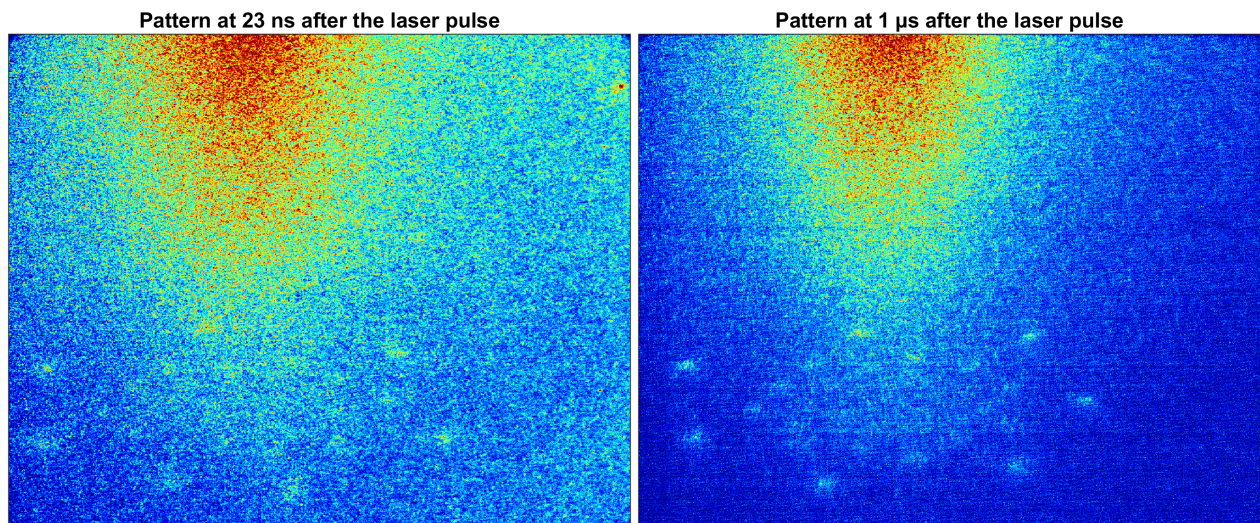 Pattern at 23 ns after the laser pulse
Pattern at 1 µs after the laser pulse